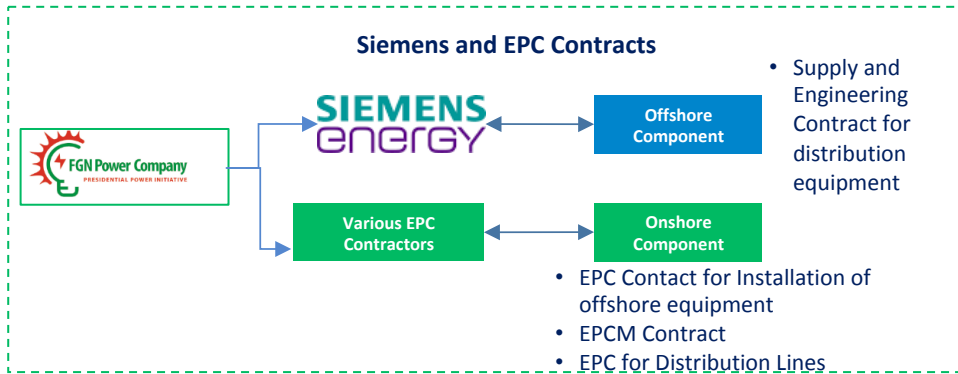 Siemens and EPC Contracts
SIEMENS
energy
Offshore
Component
• Supply and
Engineering
Contract for
distribution
equipment
FGN Power Company
PRESIDENTIAL POWER INITIATIVE
Various EPC
Contractors
Onshore
Component
• EPC Contact for Installation of
offshore equipment
• EPCM Contract
• EPC for Distribution Lines